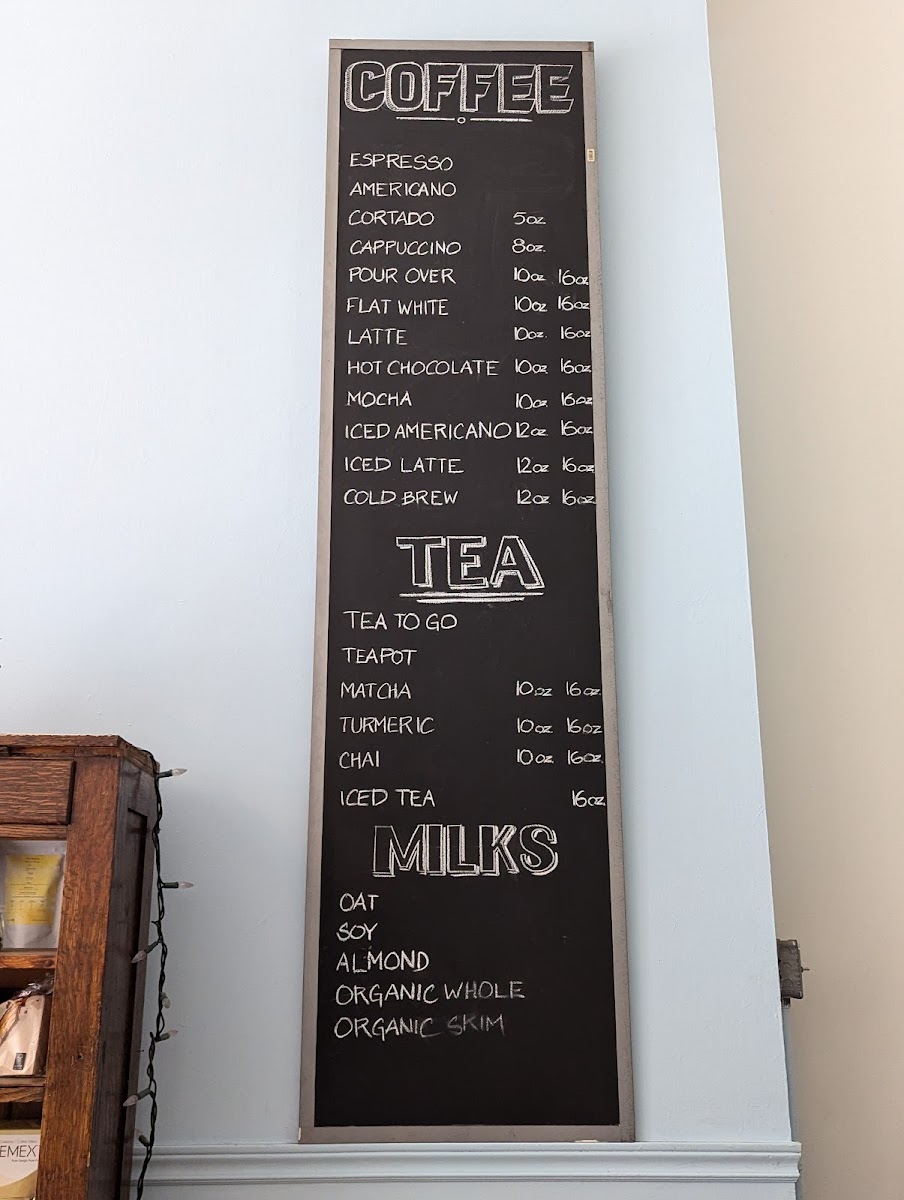 COFFEE
ESPRESSO
AMERICANO
CORTADO 5oz
CAPPUCCINO 8oz.
POUR OVER 10oz 16oz
FLAT WHITE 10oz 16oz
LATTE 10oz. 16oz
HOT CHOCOLATE 10oz 16oz
MOCHA 10oz 16oz
ICED AMERICANO 12oz 16oz
ICED LATTE 12oz 16oz
COLD BREW 12oz 16oz
TEA
TEA TO GO
TEAPOT
MATCHA 10oz 16oz.
TURMERIC 10oz 16oz
CHAI 10oz 16oz.
ICED TEA 16oz.
MILKS
OAT
SOY
ALMOND
ORGANIC WHOLE
ORGANIC SKIM
EMEX